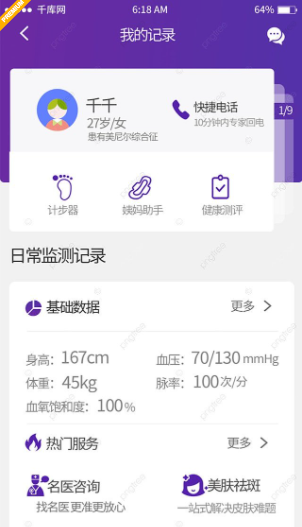 PREMIUM
千库网
6:18 AM
64%
我的记录
千千
27岁/女
患有美尼尔综合征
快捷电话
10分钟内专家回电
1/9
计步器
姨妈助手
健康测评
日常监测记录
基础数据
更多
身高：167cm
血压：70/130 mmHg
体重：45kg
脉率：100次/分
血氧饱和度：100%
热门服务
更多
名医咨询
找名医 更准更放心
美肤祛斑
一站式解决皮肤难题